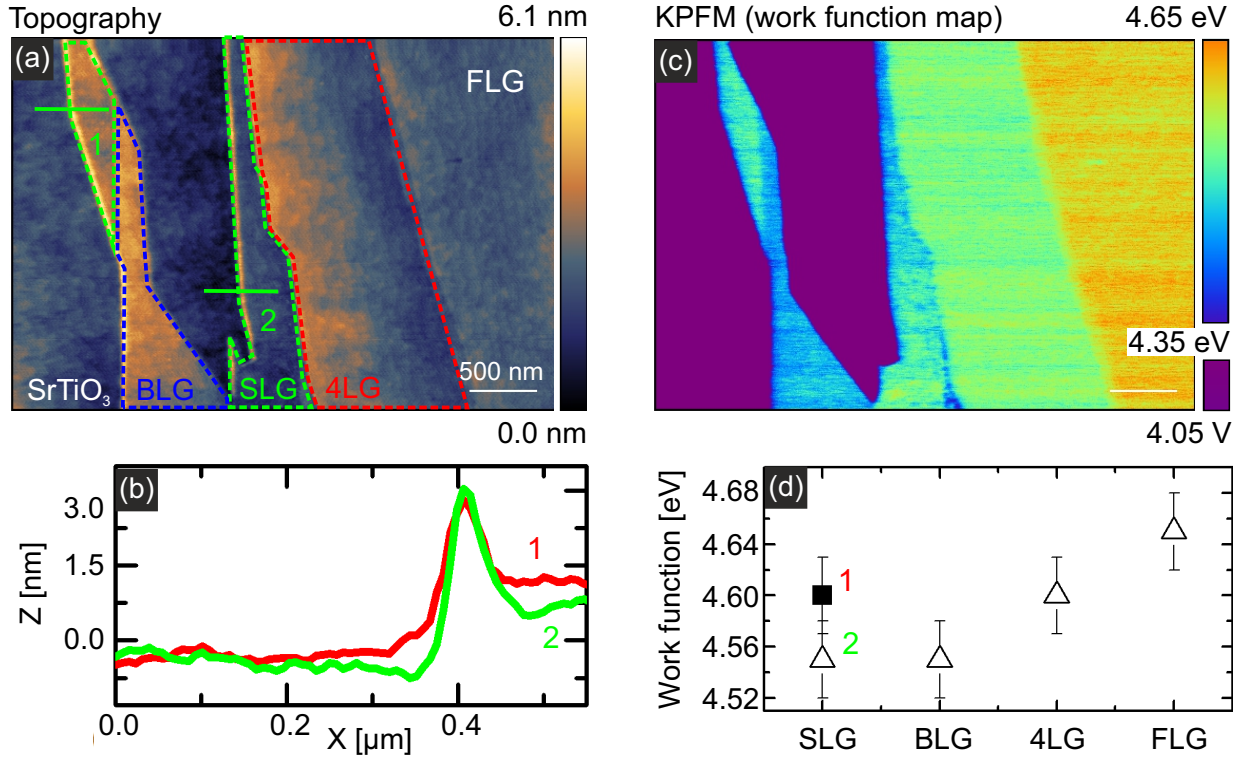 Topography
6.1 nm
(a)
FLG
1
2
SrTiO₃
BLG
SLG
4LG
500 nm
0.0 nm
KPFM (work function map)
4.65 eV
(c)
4.35 eV
4.05 V
(b)
3.0
1.5
0.0
Z [nm]
1
2
0.0
0.2
0.4
X [µm]
(d)
4.68
4.64
4.60
4.56
4.52
Work function [eV]
1
2
SLG
BLG
4LG
FLG